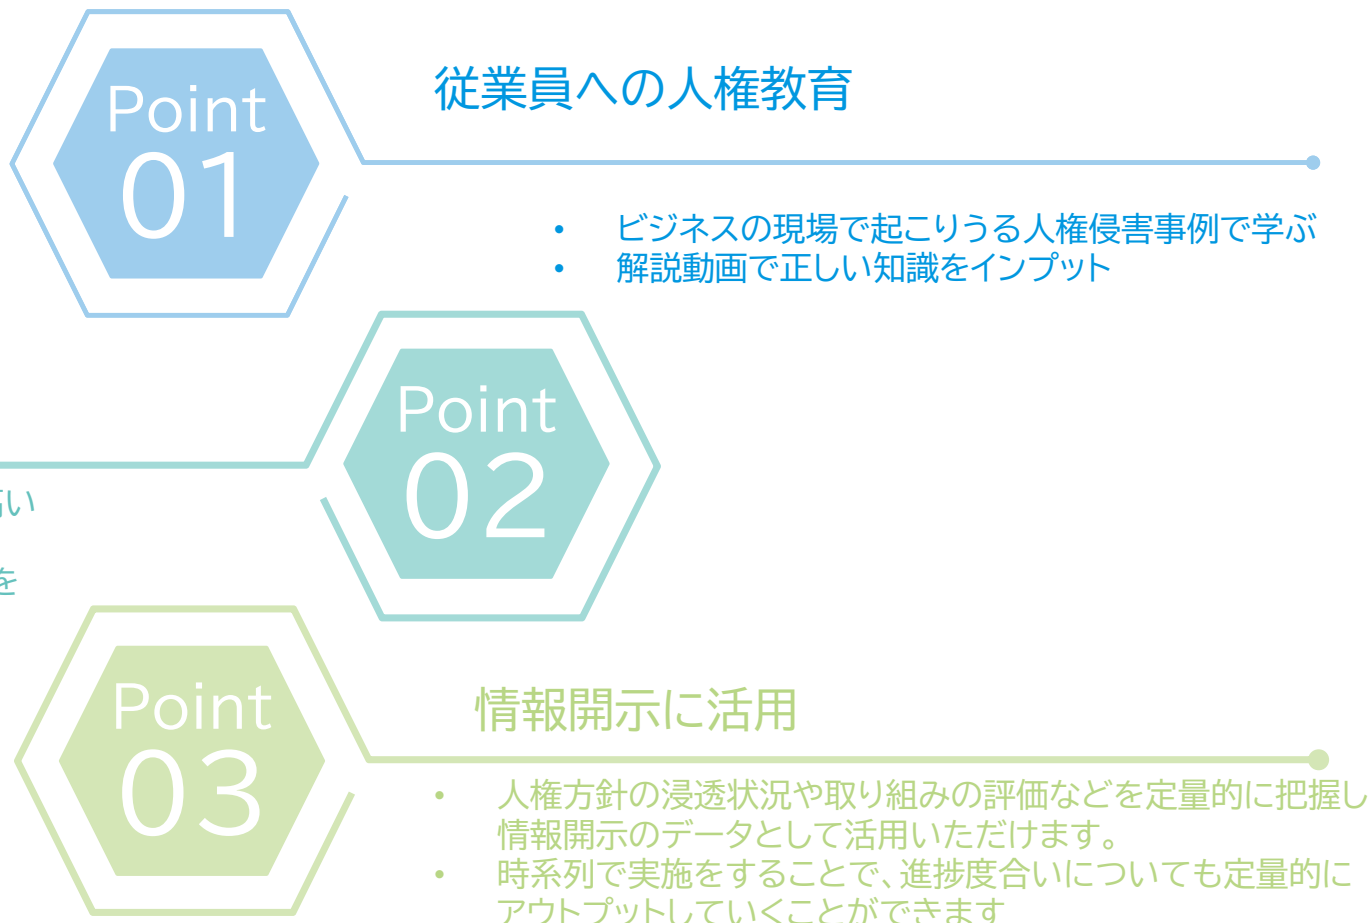 Point
01
従業員への人権教育
• ビジネスの現場で起こりうる人権侵害事例で学ぶ
• 解説動画で正しい知識をインプット
Point
02
い
を
Point
03
情報開示に活用
• 人権方針の浸透状況や取り組みの評価などを定量的に把握し
情報開示のデータとして活用いただけます。
• 時系列で実施をすることで、進捗度合いについても定量的に
アウトプットしていくことができます